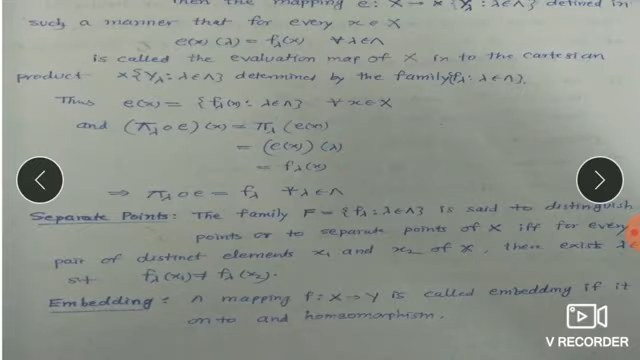 Then the mapping e: X → × {Yλ : λ∈Λ} defined in
such a manner that for every x ∈ X
e(x)(λ) = fλ(x) ∀ λ∈Λ
is called the evaluation map of X in to the cartesian
product ×{Yλ : λ∈Λ} determined by the family {fλ : λ∈Λ}.
Thus e(x) = {fλ(x) : λ∈Λ} ∀ x∈X
and (πλ o e)(x) = πλ (e(x))
= (e(x))(λ)
= fλ(x)
⇒ πλ o e = fλ ∀ λ∈Λ
Separate Points: The family F = {fλ : λ∈Λ} is said to distinguish
points or to separate points of X iff for every
pair of distinct elements x1 and x2 of X, there exist λ∈
s.t fλ(x1) ≠ fλ(x2).
Embedding: A mapping f: X → Y is called embedding if it
on to and homeomorphism.
V RECORDER